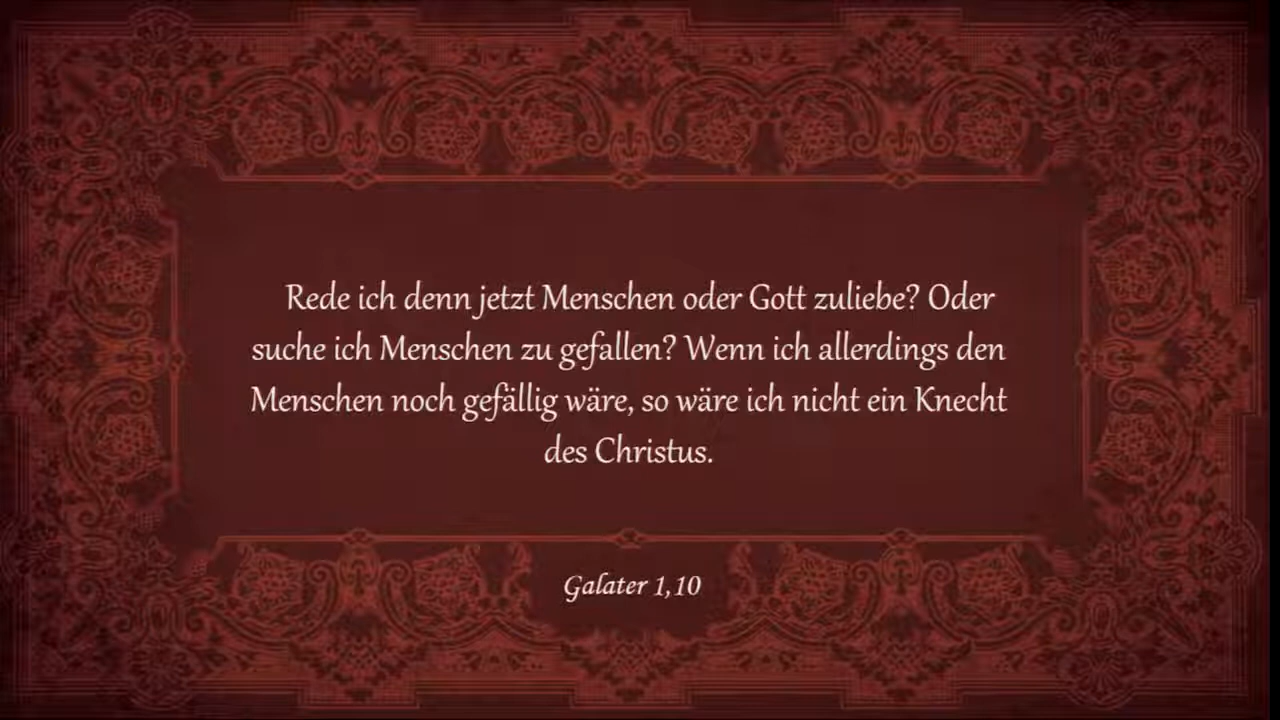 Rede ich denn jetzt Menschen oder Gott zuliebe? Oder
suche ich Menschen zu gefallen? Wenn ich allerdings den
Menschen noch gefällig wäre, so wäre ich nicht ein Knecht
des Christus.
Galater 1,10